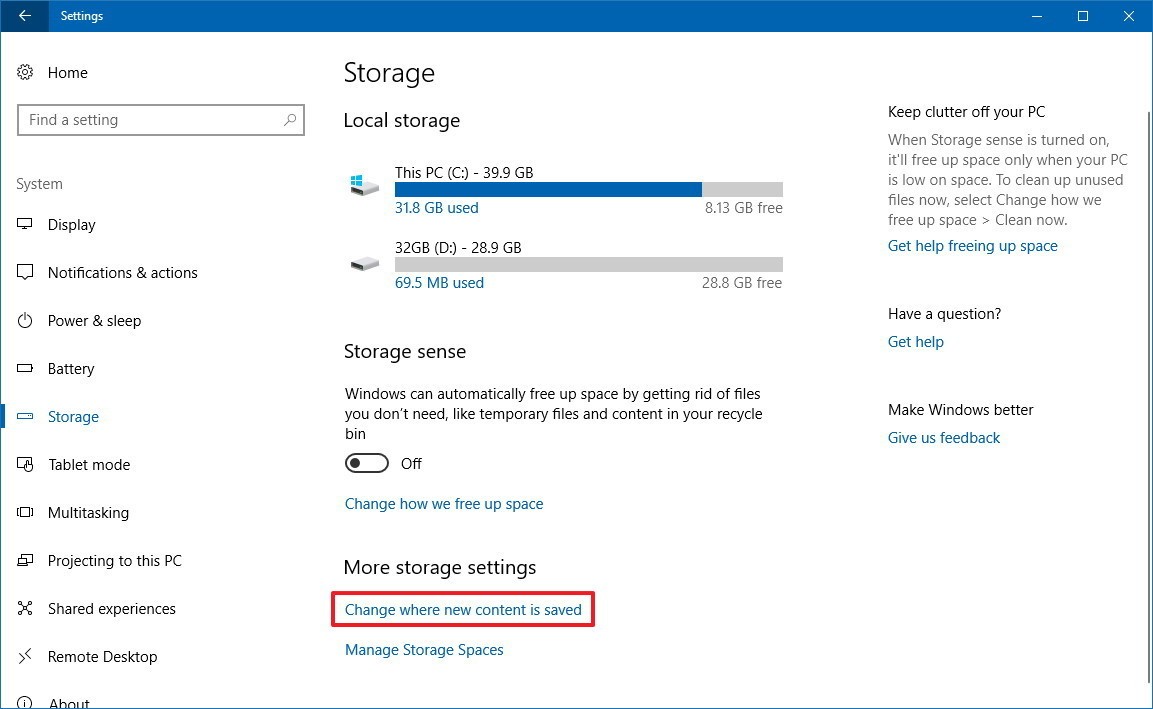 Settings
Home
Find a setting
System
Display
Notifications & actions
Power & sleep
Battery
Storage
Tablet mode
Multitasking
Projecting to this PC
Shared experiences
Remote Desktop
About
Storage
Local storage
This PC (C:) - 39.9 GB
31.8 GB used 8.13 GB free
32GB (D:) - 28.9 GB
69.5 MB used 28.8 GB free
Storage sense
Windows can automatically free up space by getting rid of files
you don’t need, like temporary files and content in your recycle
bin
Off
Change how we free up space
More storage settings
Change where new content is saved
Manage Storage Spaces
Keep clutter off your PC
When Storage sense is turned on,
it'll free up space only when your PC
is low on space. To clean up unused
files now, select Change how we
free up space > Clean now.
Get help freeing up space
Have a question?
Get help
Make Windows better
Give us feedback